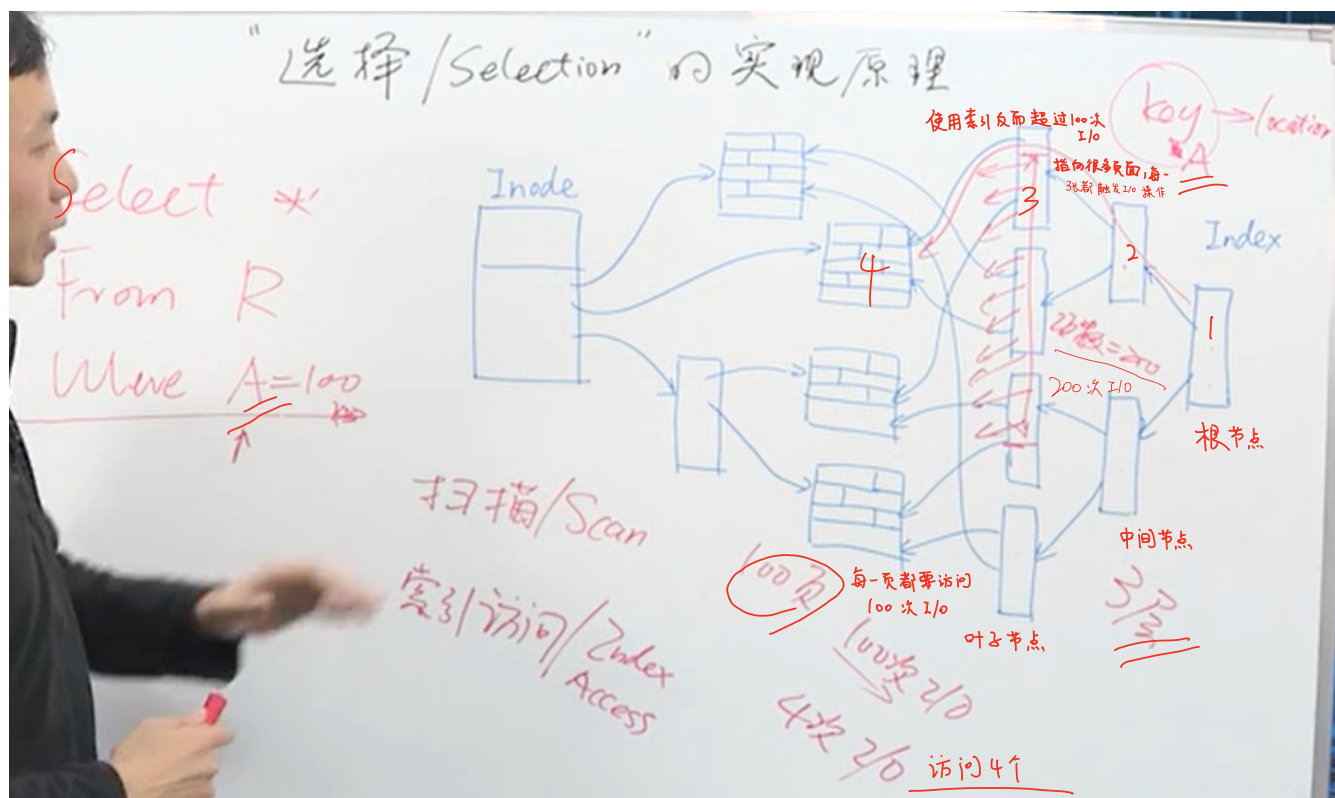 "选择/Selection"的实现原理
Select *
From R
Where A=100
Inode
使用索引反而超过100次
I/O
key → location
A
指向很多页面,每一
张都触发I/O操作
Index
1
2
3
4
=200
200次I/O
根节点
中间节点
3层
叶子节点
扫描/Scan
索引访问/Index
Access
100页
每一页都要访问
100次I/O
100次I/O
4次I/O
访问4个